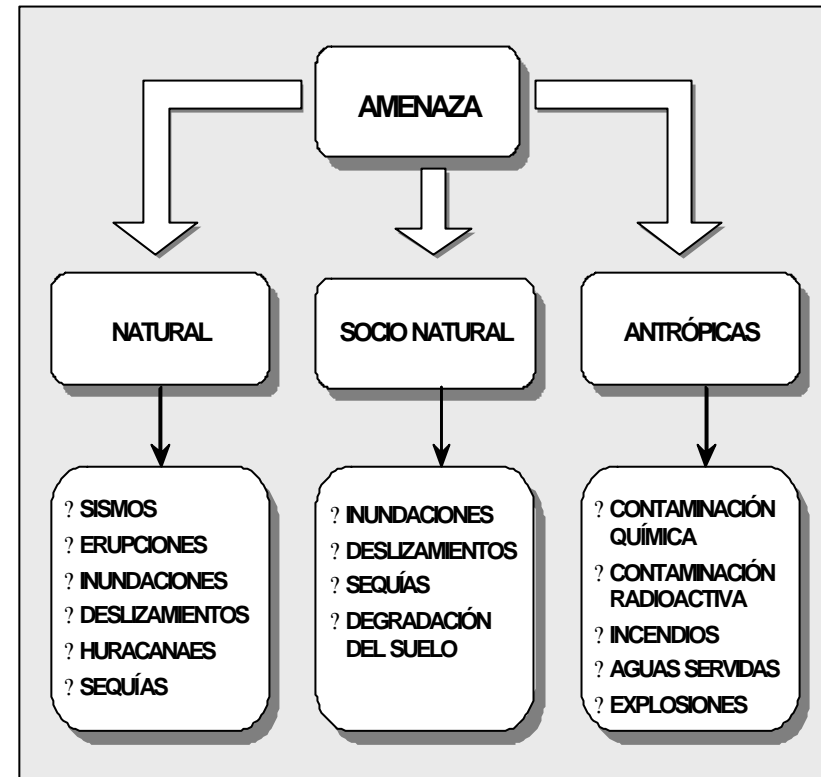 AMENAZA
NATURAL
SOCIO NATURAL
ANTRÓPICAS
? SISMOS
? ERUPCIONES
? INUNDACIONES
? DESLIZAMIENTOS
? HURACANAES
? SEQUÍAS
? INUNDACIONES
? DESLIZAMIENTOS
? SEQUÍAS
? DEGRADACIÓN
DEL SUELO
? CONTAMINACIÓN
QUÍMICA
? CONTAMINACIÓN
RADIOACTIVA
? INCENDIOS
? AGUAS SERVIDAS
? EXPLOSIONES